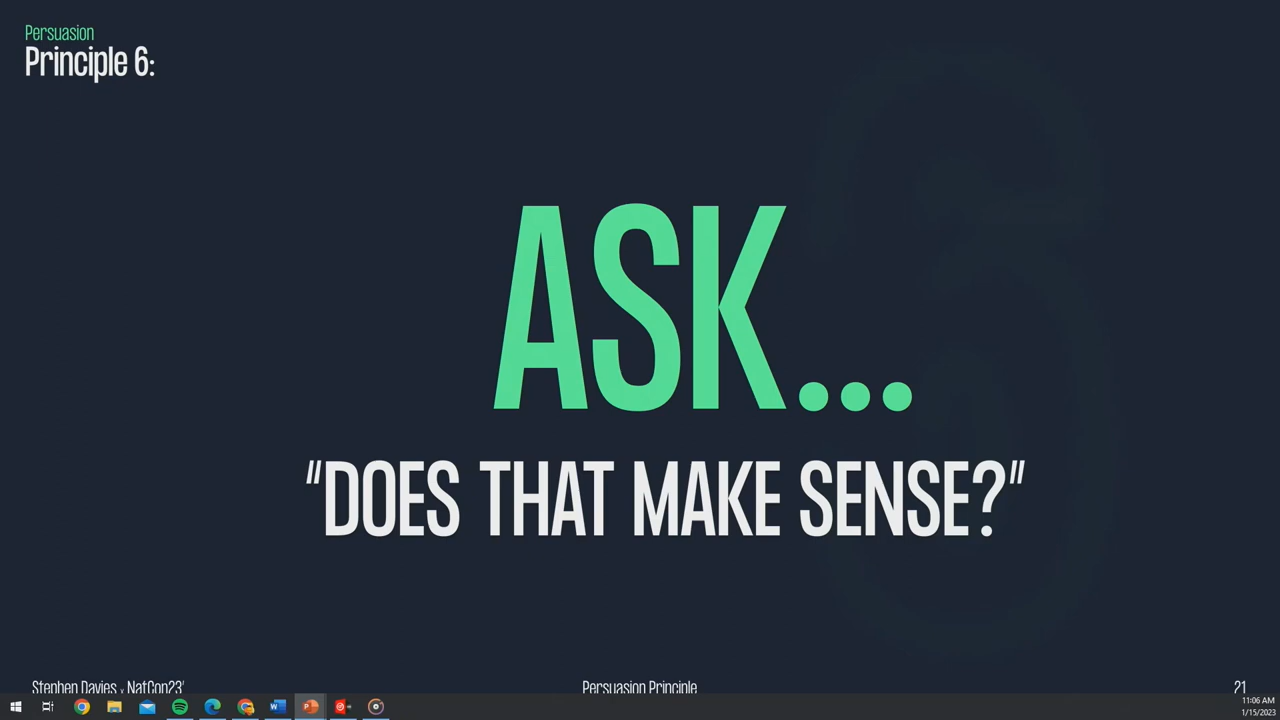 Persuasion
Principle 6:
ASK...
"DOES THAT MAKE SENSE?"
Stephen Davies x NatCon23'
Persuasion Principle
21
11:06 AM
1/15/2023